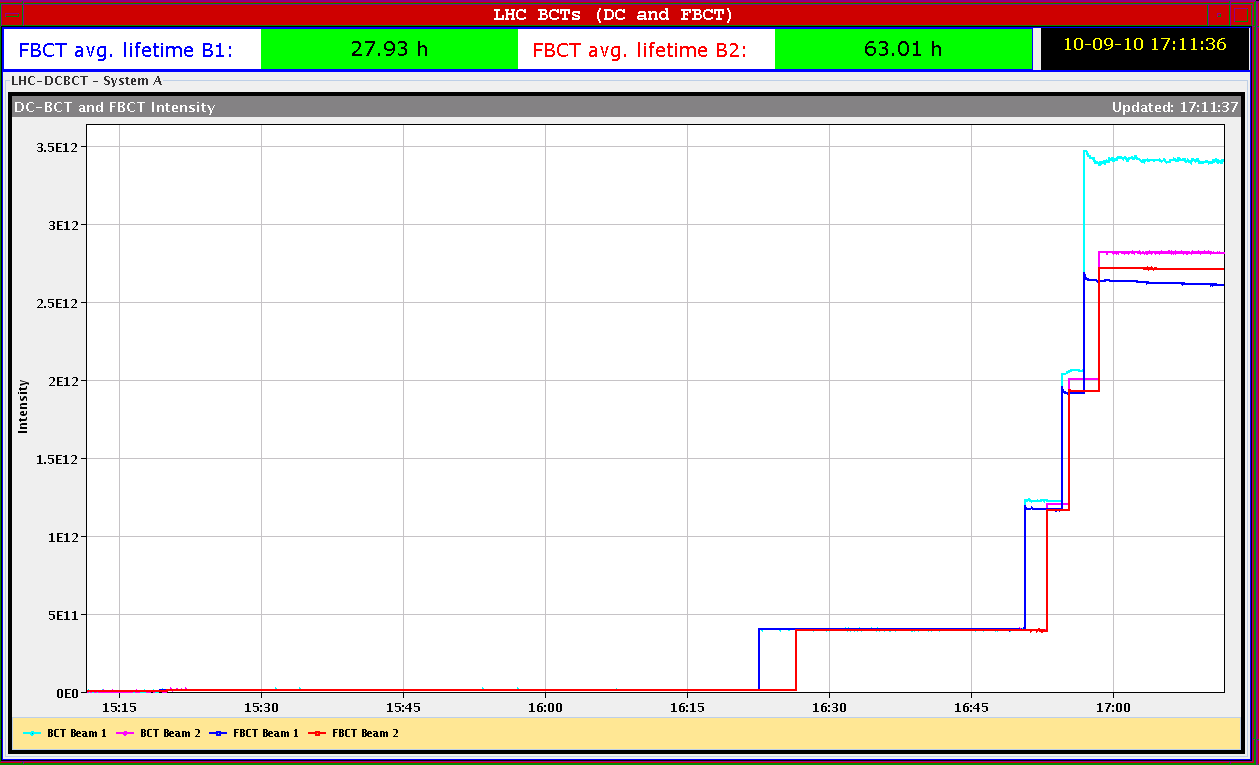 LHC BCTs (DC and FBCT)
FBCT avg. lifetime B1: 27.93 h FBCT avg. lifetime B2: 63.01 h 10-09-10 17:11:36
LHC-DCBCT - System A
DC-BCT and FBCT Intensity Updated: 17:11:37
3.5E12
3E12
2.5E12
2E12
1.5E12
1E12
5E11
0E0
Intensity
15:15 15:30 15:45 16:00 16:15 16:30 16:45 17:00
BCT Beam 1 BCT Beam 2 FBCT Beam 1 FBCT Beam 2